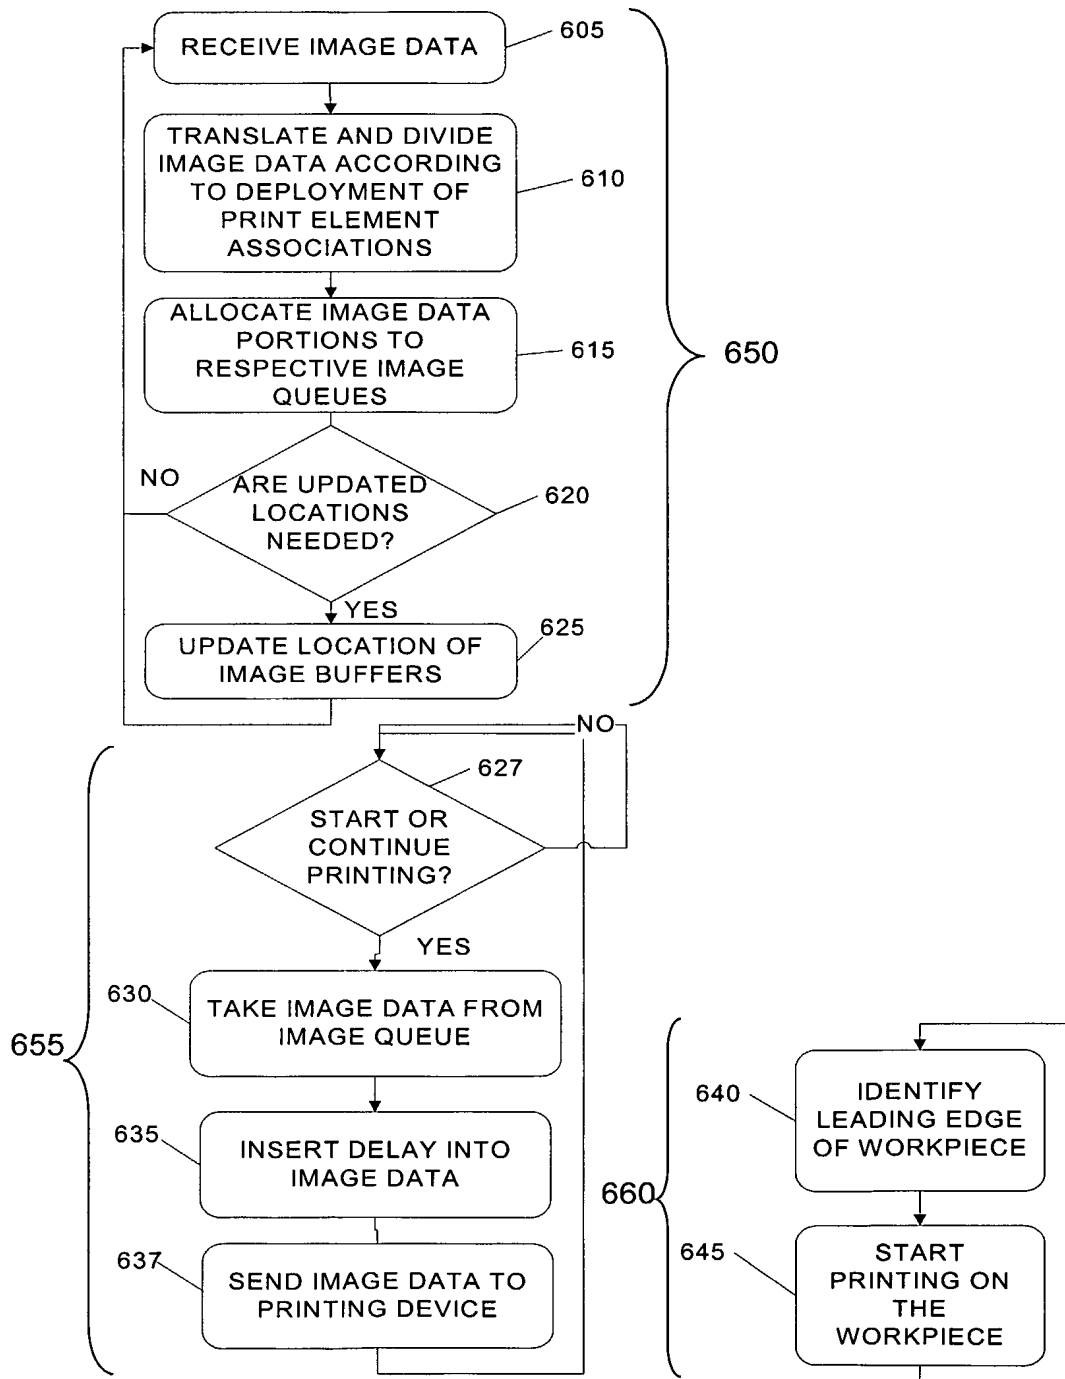 RECEIVE IMAGE DATA
605
TRANSLATE AND DIVIDE
IMAGE DATA ACCORDING
TO DEPLOYMENT OF
PRINT ELEMENT
ASSOCIATIONS
610
ALLOCATE IMAGE DATA
PORTIONS TO
RESPECTIVE IMAGE
QUEUES
615
650
NO
ARE UPDATED
LOCATIONS
NEEDED?
620
YES
UPDATE LOCATION OF
IMAGE BUFFERS
625
NO
627
START OR
CONTINUE
PRINTING?
YES
630
TAKE IMAGE DATA FROM
IMAGE QUEUE
655
635
INSERT DELAY INTO
IMAGE DATA
637
SEND IMAGE DATA TO
PRINTING DEVICE
640
IDENTIFY
LEADING EDGE
OF WORKPIECE
660
645
START
PRINTING ON
THE
WORKPIECE